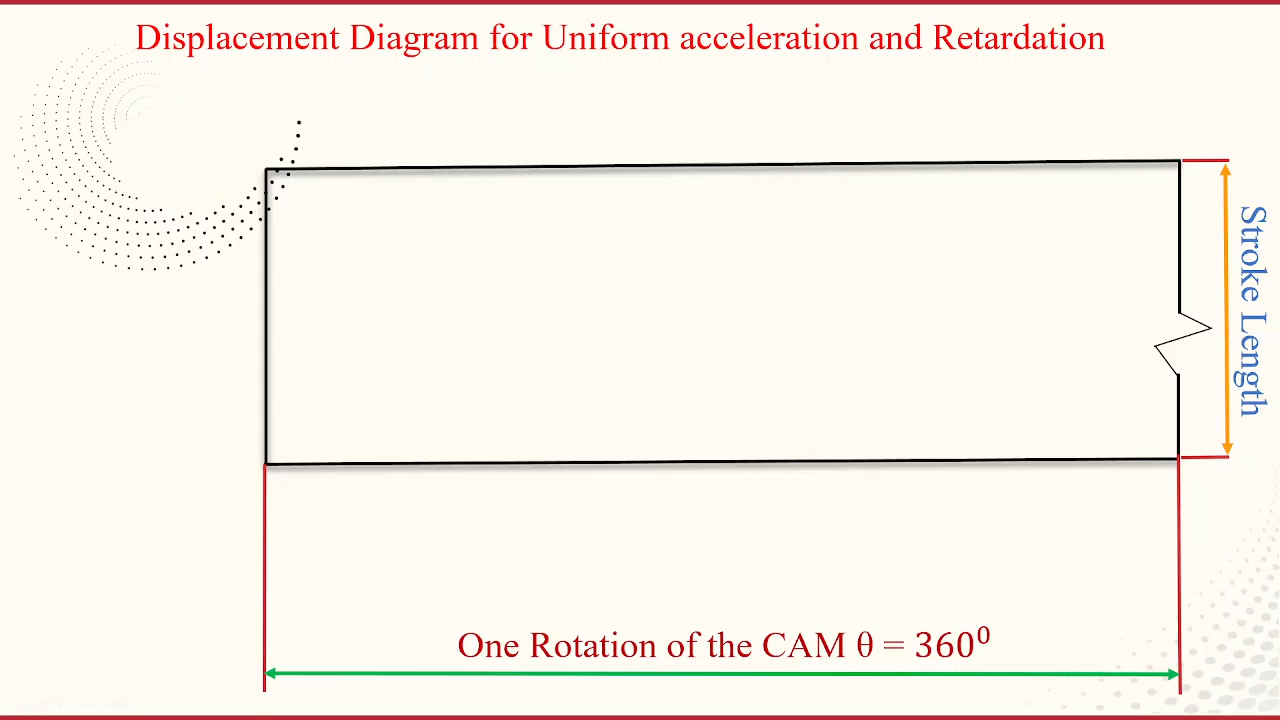 Displacement Diagram for Uniform acceleration and Retardation
Stroke Length
One Rotation of the CAM θ = 360⁰